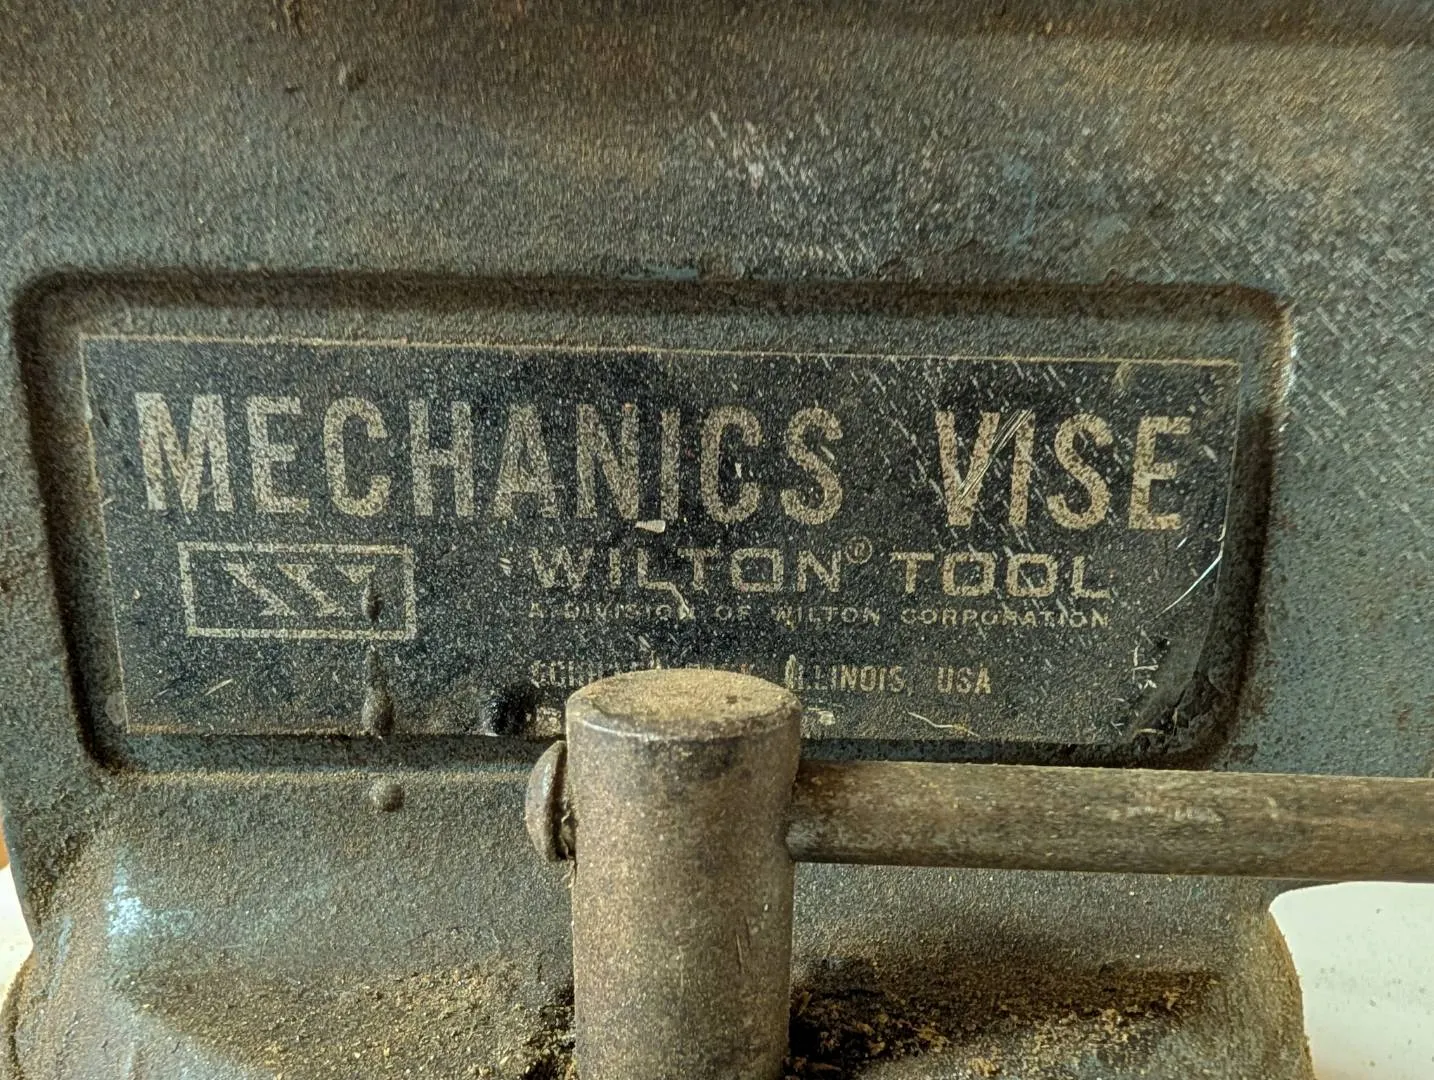 MECHANICS VISE
WILTON® TOOL
A DIVISION OF WILTON CORPORATION
ILLINOIS, USA